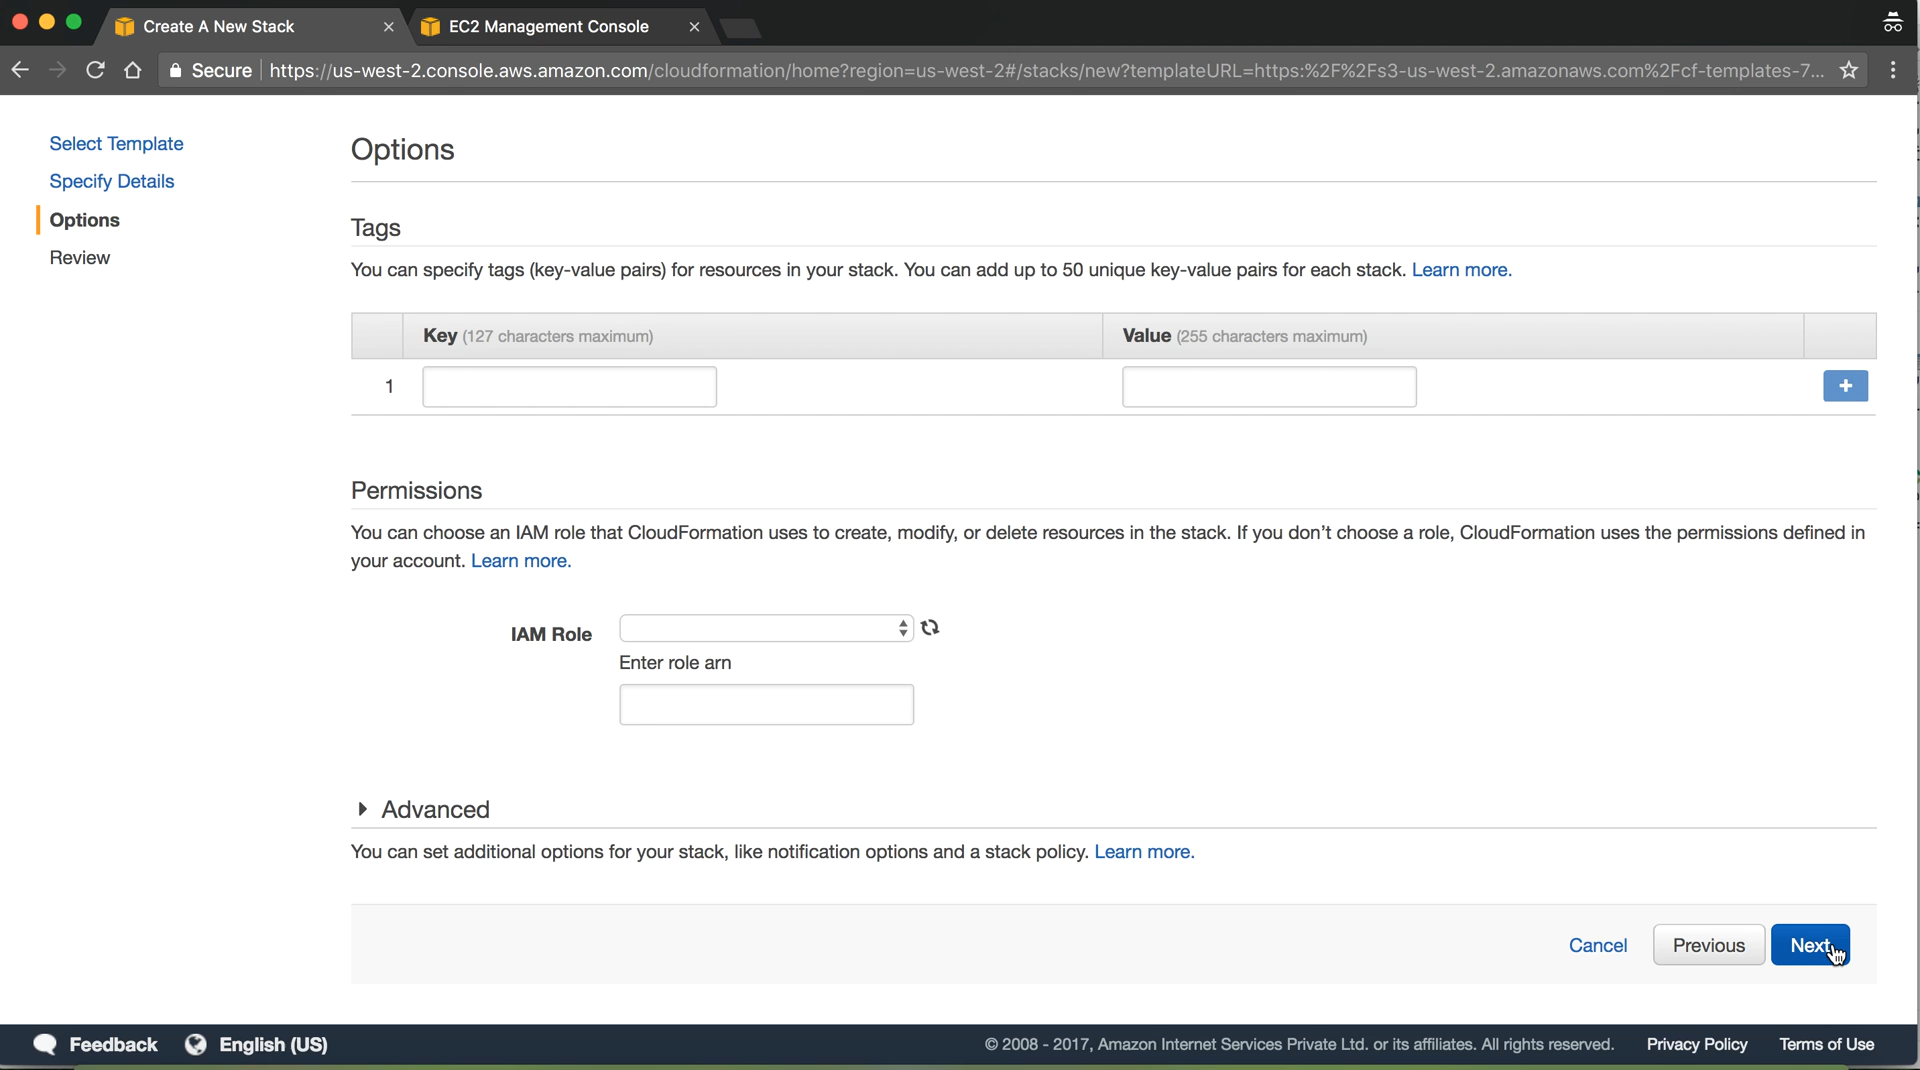 Create A New Stack
EC2 Management Console
Secure
https://us-west-2.console.aws.amazon.com/cloudformation/home?region=us-west-2#/stacks/new?templateURL=https:%2F%2Fs3-us-west-2.amazonaws.com%2Fcf-templates-7...
Select Template
Specify Details
Options
Review
Options
Tags
You can specify tags (key-value pairs) for resources in your stack. You can add up to 50 unique key-value pairs for each stack. Learn more.
Key (127 characters maximum)
Value (255 characters maximum)
1
+
Permissions
You can choose an IAM role that CloudFormation uses to create, modify, or delete resources in the stack. If you don't choose a role, CloudFormation uses the permissions defined in
your account. Learn more.
IAM Role
Enter role arn
Advanced
You can set additional options for your stack, like notification options and a stack policy. Learn more.
Cancel
Previous
Next
Feedback
English (US)
© 2008 - 2017, Amazon Internet Services Private Ltd. or its affiliates. All rights reserved.
Privacy Policy
Terms of Use